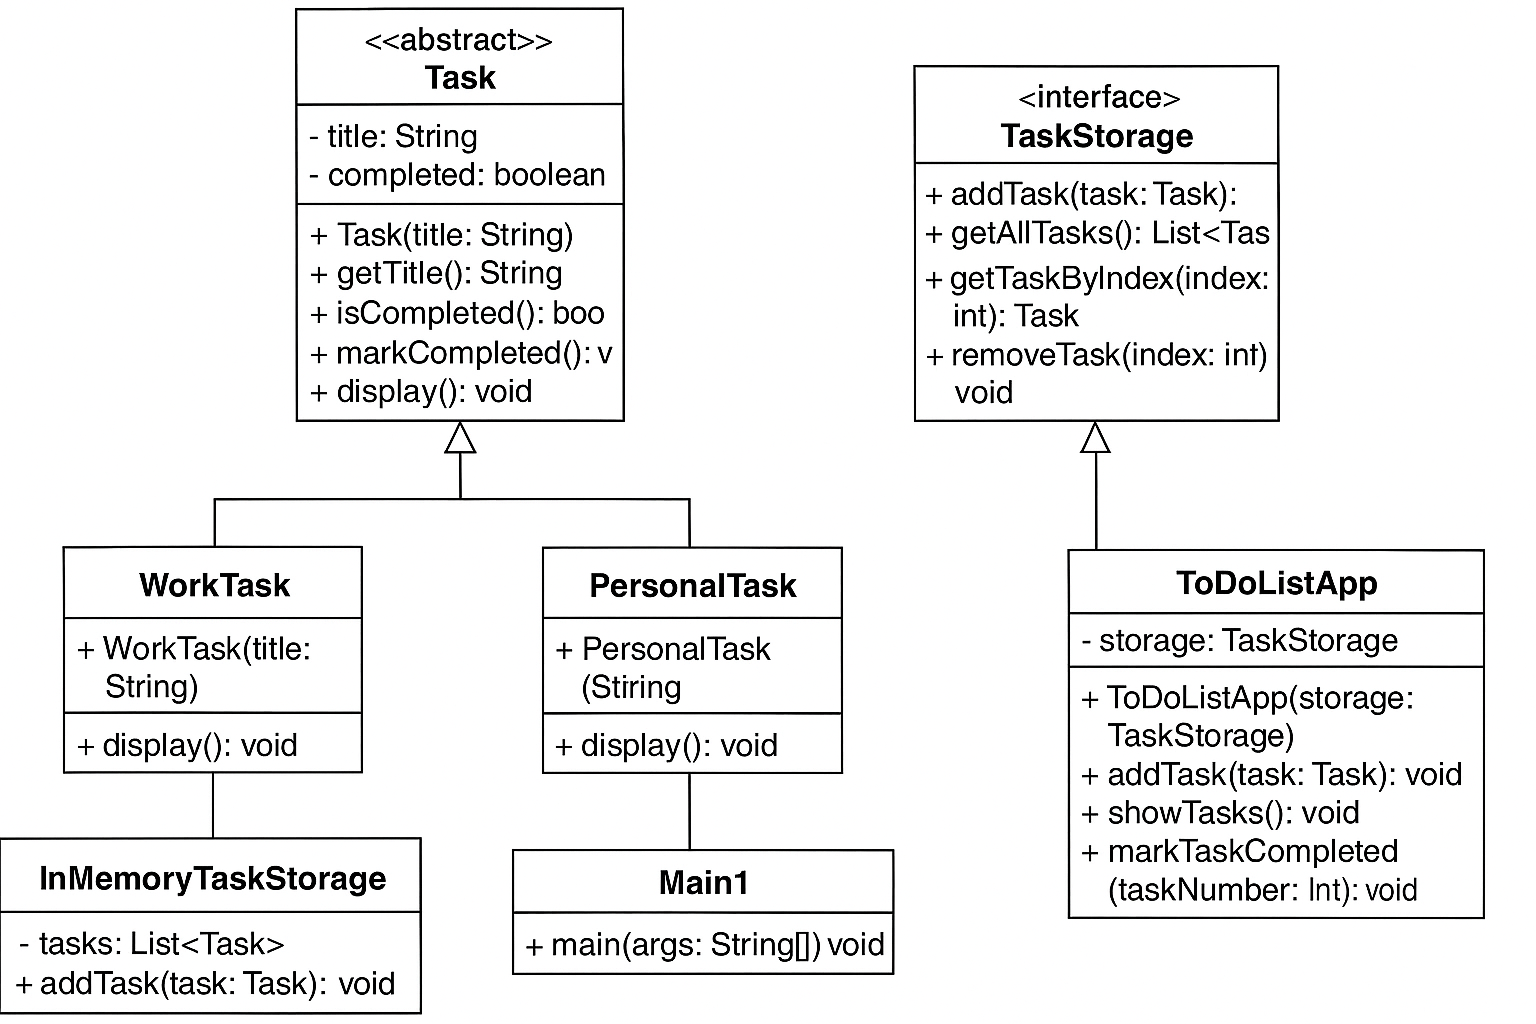 <<abstract>>
Task
- title: String
- completed: boolean
+ Task(title: String)
+ getTitle(): String
+ isCompleted(): boo
+ markCompleted(): v
+ display(): void
<interface>
TaskStorage
+ addTask(task: Task):
+ getAllTasks(): List<Tas
+ getTaskByIndex(index:
int): Task
+ removeTask(index: int)
void
WorkTask
+ WorkTask(title:
String)
+ display(): void
PersonalTask
+ PersonalTask
(Stiring
+ display(): void
ToDoListApp
- storage: TaskStorage
+ ToDoListApp(storage:
TaskStorage)
+ addTask(task: Task): void
+ showTasks(): void
+ markTaskCompleted
(taskNumber: Int): void
InMemoryTaskStorage
- tasks: List<Task>
+ addTask(task: Task): void
Main1
+ main(args: String[]) void